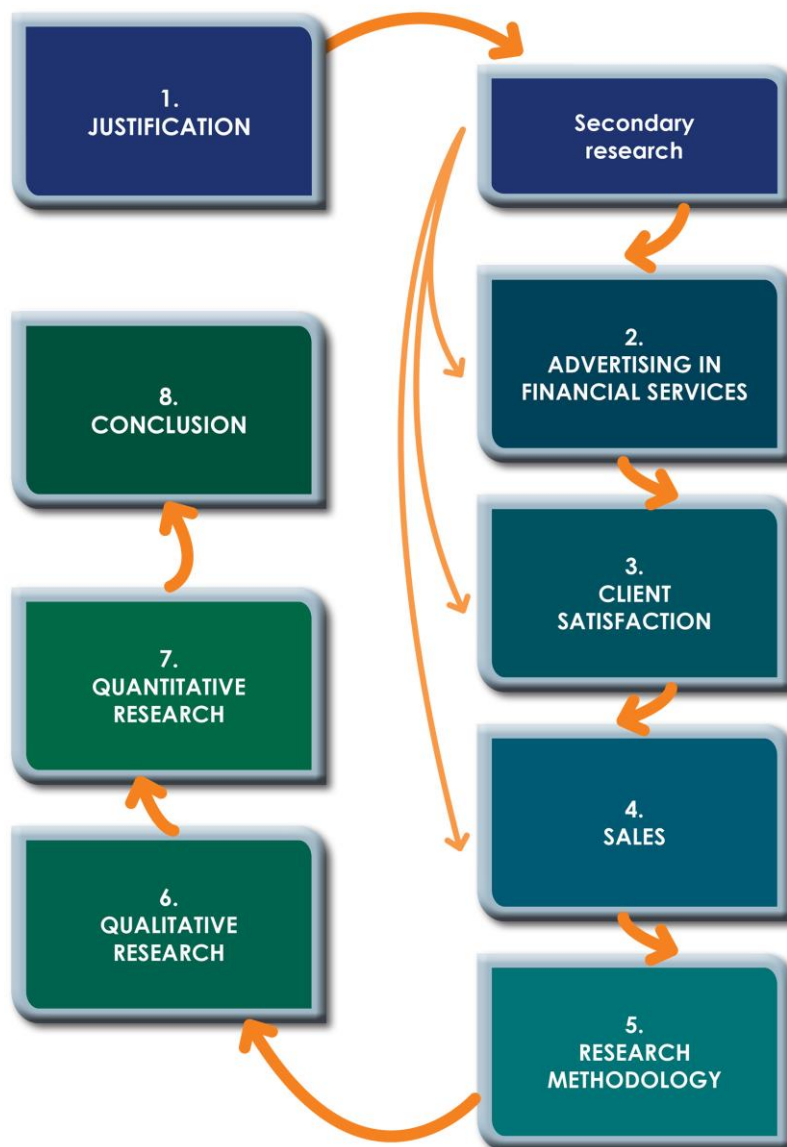 1.
JUSTIFICATION
Secondary
research
2.
ADVERTISING IN
FINANCIAL SERVICES
3.
CLIENT
SATISFACTION
4.
SALES
5.
RESEARCH
METHODOLOGY
6.
QUALITATIVE
RESEARCH
7.
QUANTITATIVE
RESEARCH
8.
CONCLUSION